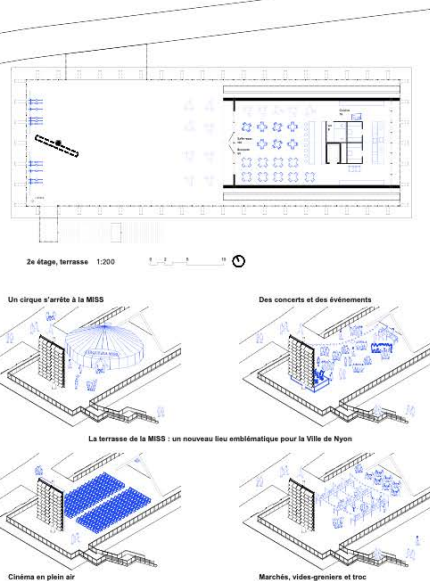 2e étage, terrasse 1:200
Un cirque s'arrête à la MISS
Des concerts et des événements
La terrasse de la MISS : un nouveau lieu emblématique pour la Ville de Nyon
Cinéma en plein air
Marchés, vides-greniers et troc